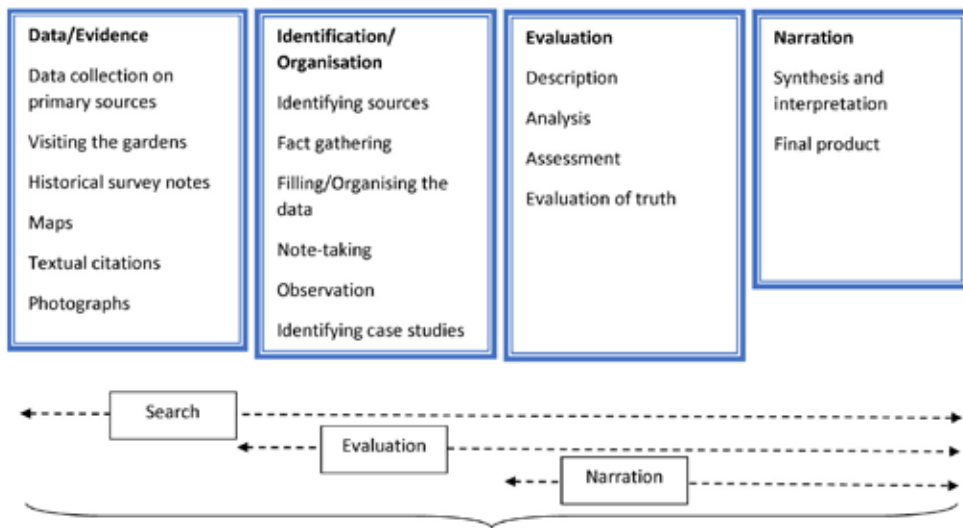 Data/Evidence
Data collection on
primary sources
Visiting the gardens
Historical survey notes
Maps
Textual citations
Photographs
Identification/
Organisation
Identifying sources
Fact gathering
Filling/Organising the
data
Note-taking
Observation
Identifying case studies
Evaluation
Description
Analysis
Assessment
Evaluation of truth
Narration
Synthesis and
interpretation
Final product
Search
Evaluation
Narration